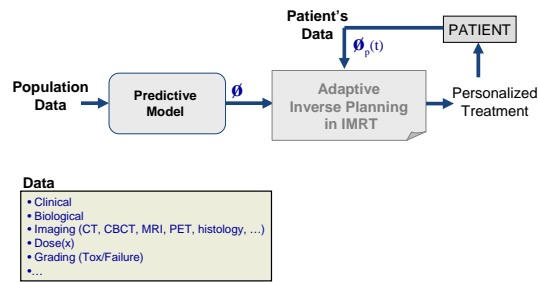 Patient's
Data
Ø_p(t)
PATIENT
Population
Data
Predictive
Model
Ø
Adaptive
Inverse Planning
in IMRT
Personalized
Treatment
Data
• Clinical
• Biological
• Imaging (CT, CBCT, MRI, PET, histology, …)
• Dose(x)
• Grading (Tox/Failure)
•…